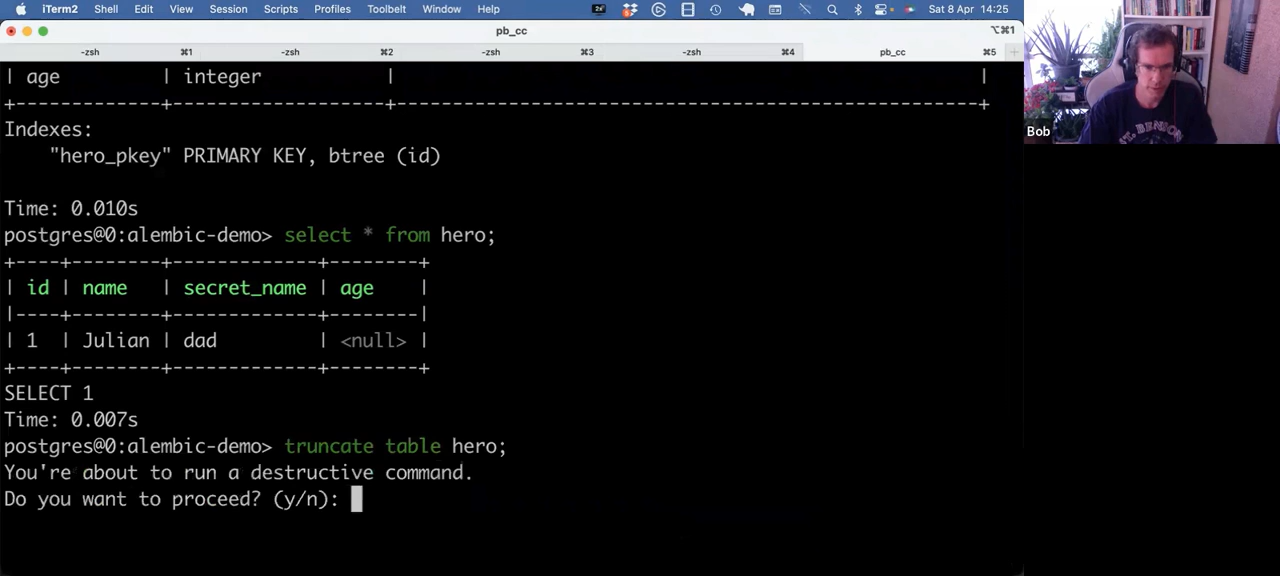 iTerm2 Shell Edit View Session Scripts Profiles Toolbelt Window Help Sat 8 Apr 14:25
pb_cc ⌥⌘1
-zsh ⌘1 -zsh ⌘2 -zsh ⌘3 -zsh ⌘4 pb_cc ⌘5
| age | integer | |
+-------------+-------------------+----------------------------------------------------+
Indexes:
"hero_pkey" PRIMARY KEY, btree (id)
Time: 0.010s
postgres@0:alembic-demo> select * from hero;
+----+--------+-------------+--------+
| id | name | secret_name | age |
|----+--------+-------------+--------|
| 1 | Julian | dad | <null> |
+----+--------+-------------+--------+
SELECT 1
Time: 0.007s
postgres@0:alembic-demo> truncate table hero;
You're about to run a destructive command.
Do you want to proceed? (y/n):
Bob